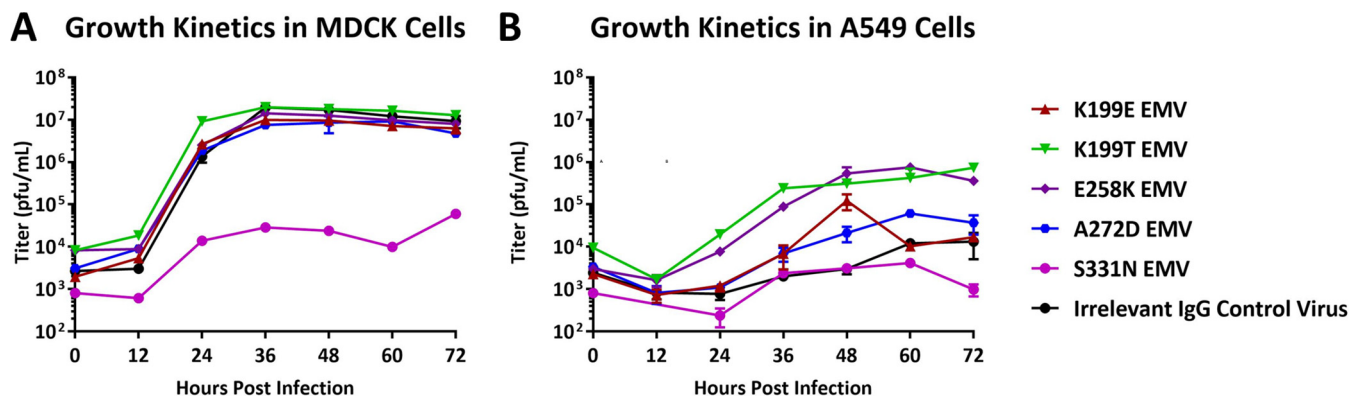 A Growth Kinetics in MDCK Cells
10⁸
10⁷
10⁶
10⁵
10⁴
10³
10²
Titer (pfu/mL)
0 12 24 36 48 60 72
Hours Post Infection
B Growth Kinetics in A549 Cells
10⁸
10⁷
10⁶
10⁵
10⁴
10³
10²
Titer (pfu/mL)
0 12 24 36 48 60 72
Hours Post Infection
K199E EMV
K199T EMV
E258K EMV
A272D EMV
S331N EMV
Irrelevant IgG Control Virus